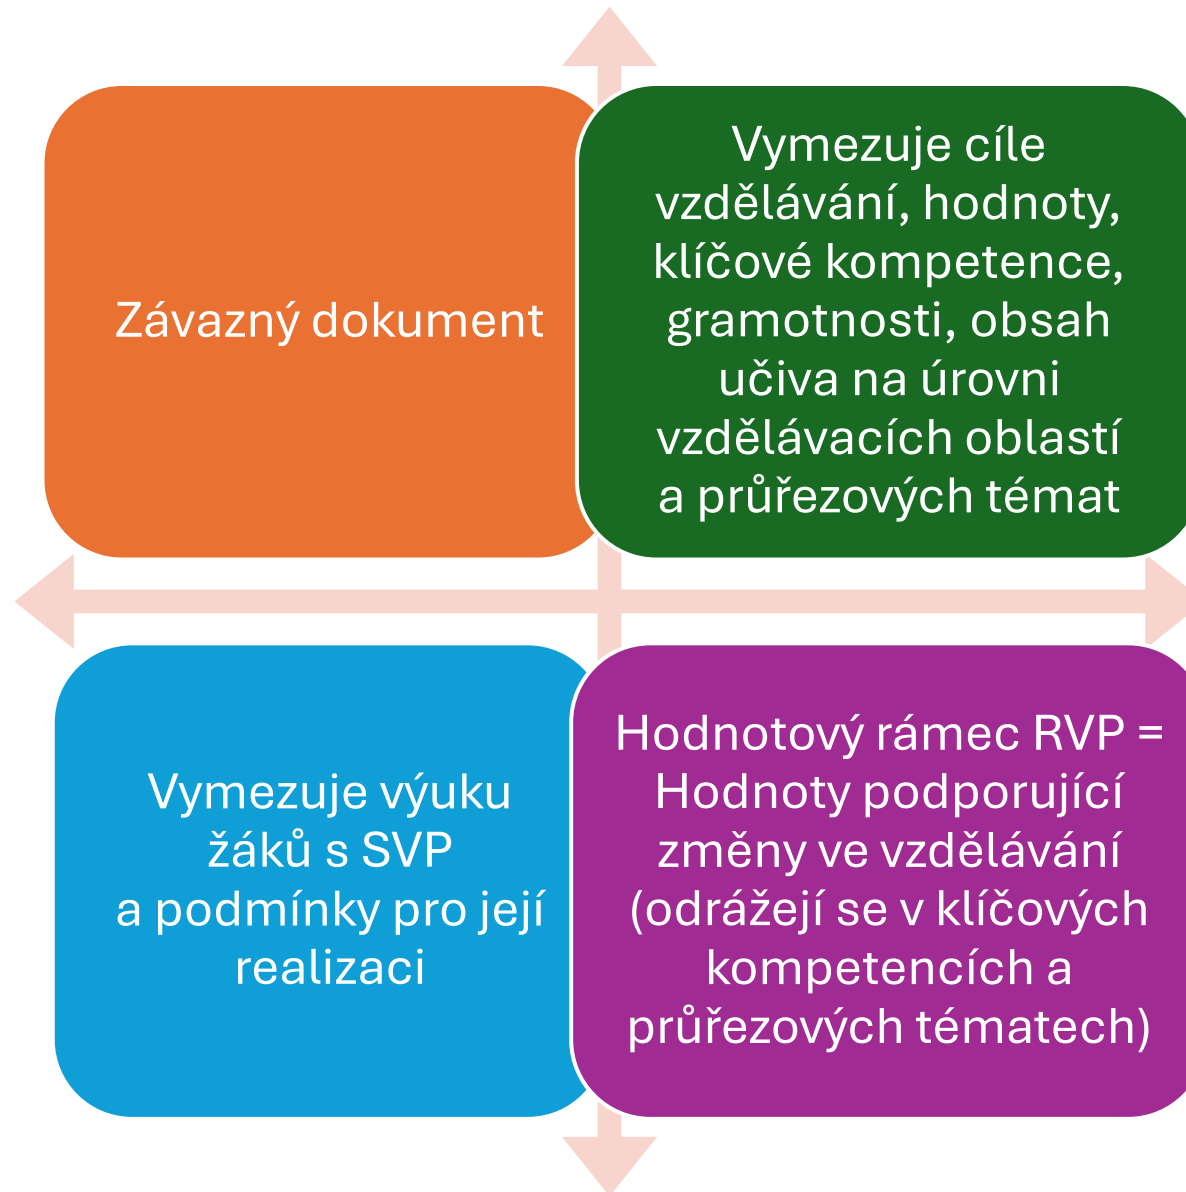 Závazný dokument
Vymezuje cíle
vzdělávání, hodnoty,
klíčové kompetence,
gramotnosti, obsah
učiva na úrovni
vzdělávacích oblastí
a průřezových témat
Vymezuje výuku
žáků s SVP
a podmínky pro její
realizaci
Hodnotový rámec RVP =
Hodnoty podporující
změny ve vzdělávání
(odrážejí se v klíčových
kompetencích a
průřezových tématech)